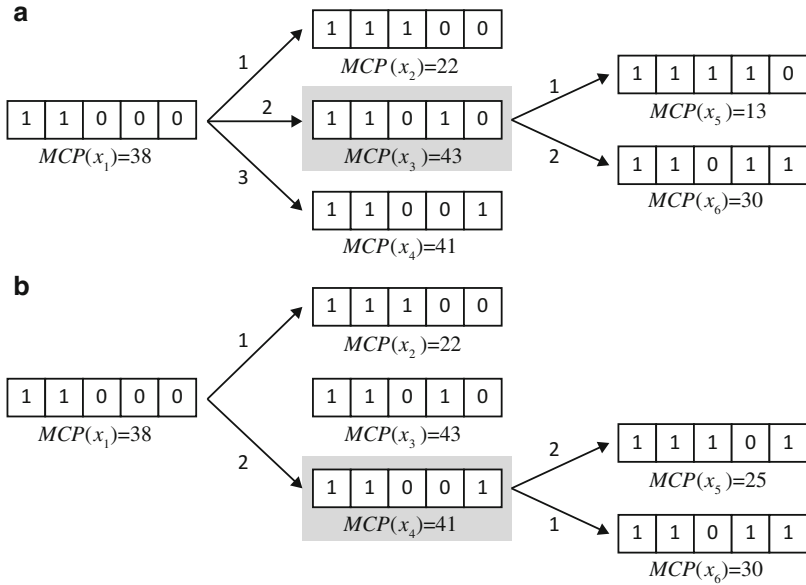 a
1 1 1 0 0
MCP(x2)=22
1
1 1 0 0 0
MCP(x1)=38
2
1 1 0 1 0
MCP(x3)=43
3
1 1 0 0 1
MCP(x4)=41
1
1 1 1 1 0
MCP(x5)=13
2
1 1 0 1 1
MCP(x6)=30
b
1 1 1 0 0
MCP(x2)=22
1
1 1 0 0 0
MCP(x1)=38
1 1 0 1 0
MCP(x3)=43
2
1 1 0 0 1
MCP(x4)=41
2
1 1 1 0 1
MCP(x5)=25
1
1 1 0 1 1
MCP(x6)=30